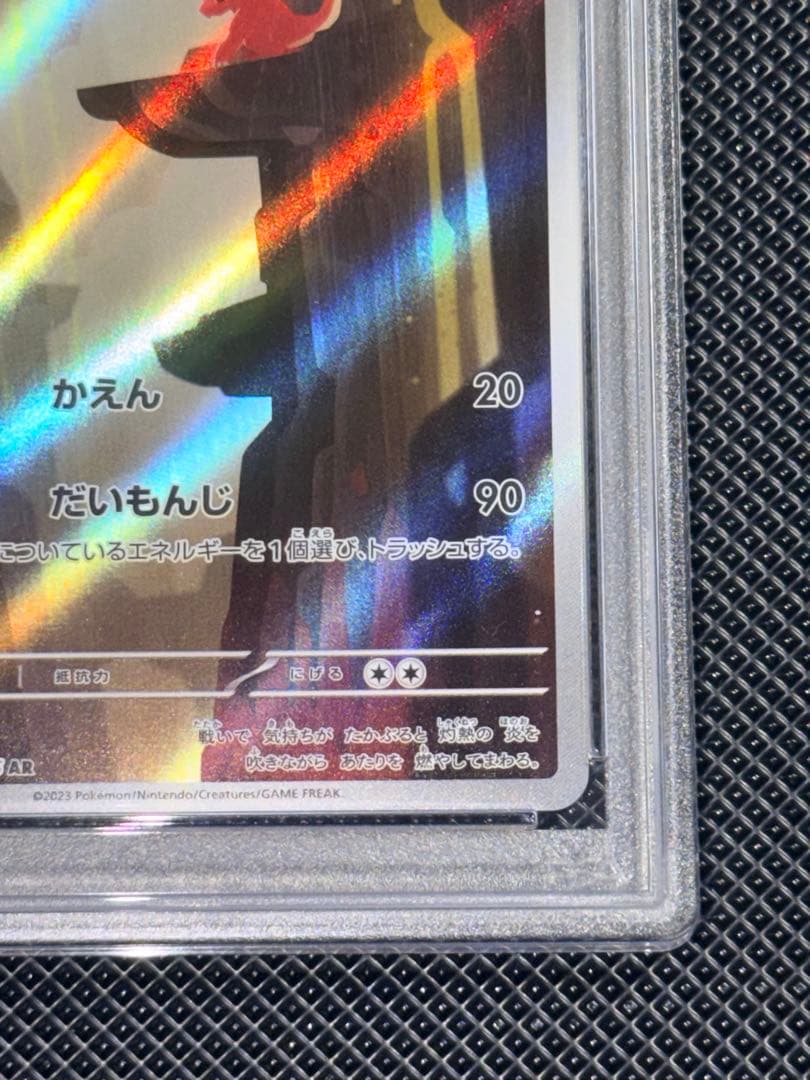 かえん 20
だいもんじ 90
についているエネルギーを1個選び、トラッシュする。
抵抗力 にげる
戦いで 気持ちが たかぶると 灼熱の 炎を
吹きながら あたりを 燃やしてまわる。
AR
©2023 Pokémon/Nintendo/Creatures/GAME FREAK.